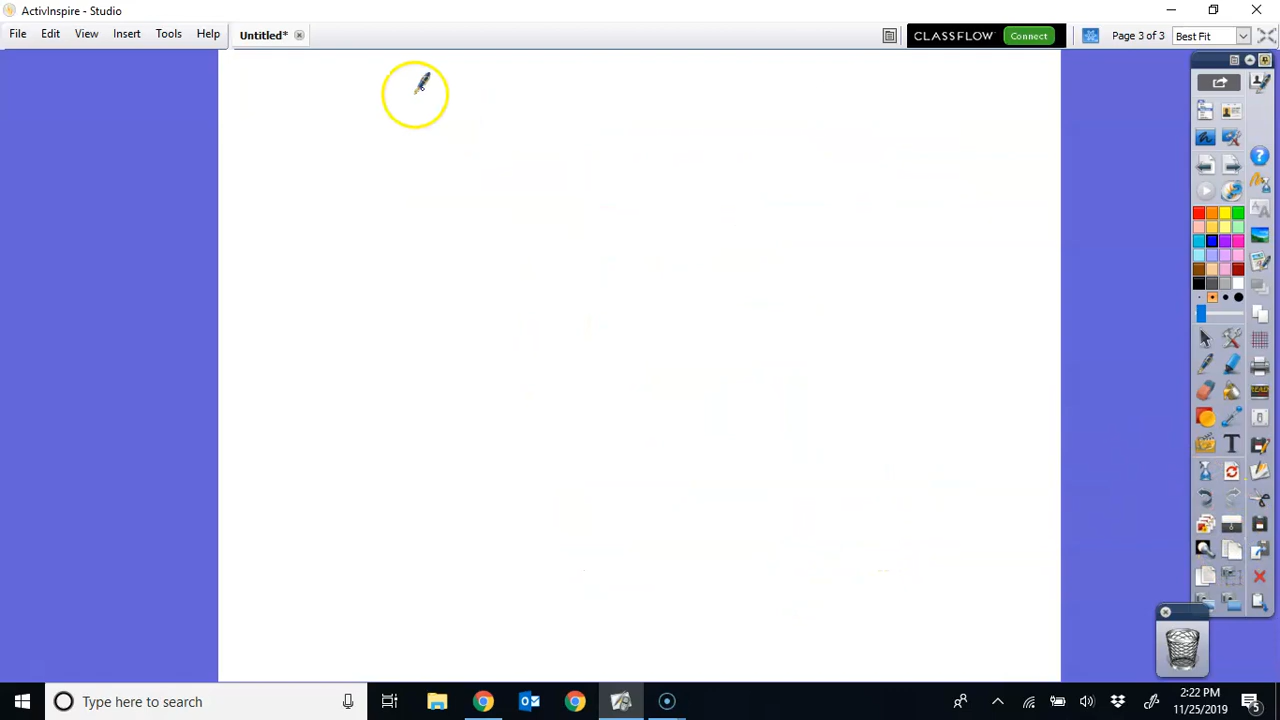 ActivInspire - Studio
File Edit View Insert Tools Help Untitled* CLASSFLOW Connect Page 3 of 3 Best Fit
T
Type here to search
2:22 PM
11/25/2019
5